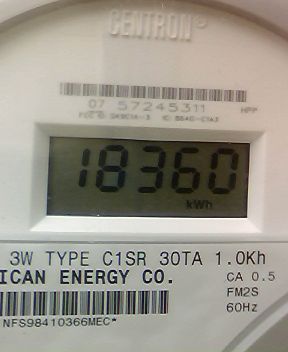 CENTRON®
07 57245311 HPP
18360
kWh
3W TYPE C1SR 30TA 1.0Kh
ICAN ENERGY CO. CA 0.5
FM2S
60Hz
NFS98410366MEC*